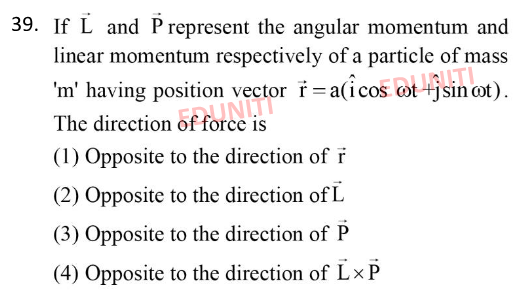 39. If L⃗ and P⃗ represent the angular momentum and
linear momentum respectively of a particle of mass
'm' having position vector r⃗ = a(î cos ωt + ĵ sin ωt).
EDUNITI
The direction of force is
EDUNITI
(1) Opposite to the direction of r⃗
(2) Opposite to the direction of L⃗
(3) Opposite to the direction of P⃗
(4) Opposite to the direction of L⃗ × P⃗